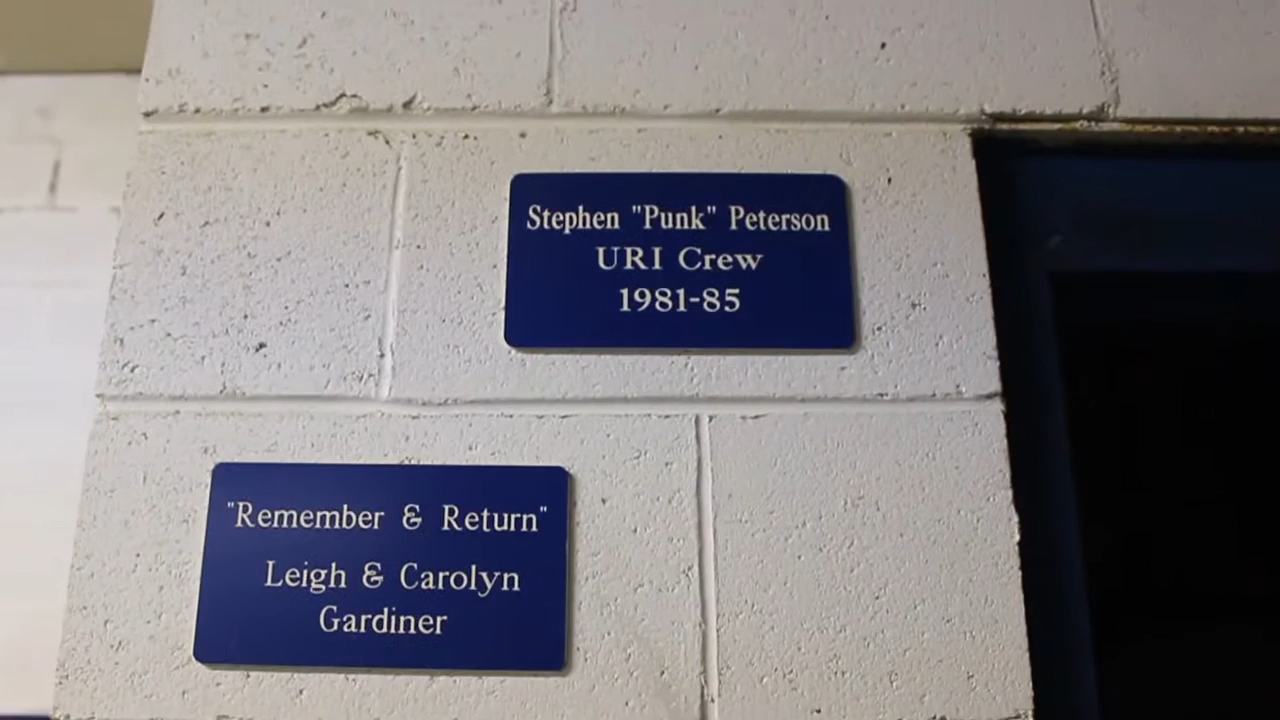 Stephen "Punk" Peterson
URI Crew
1981-85
"Remember & Return"
Leigh & Carolyn
Gardiner